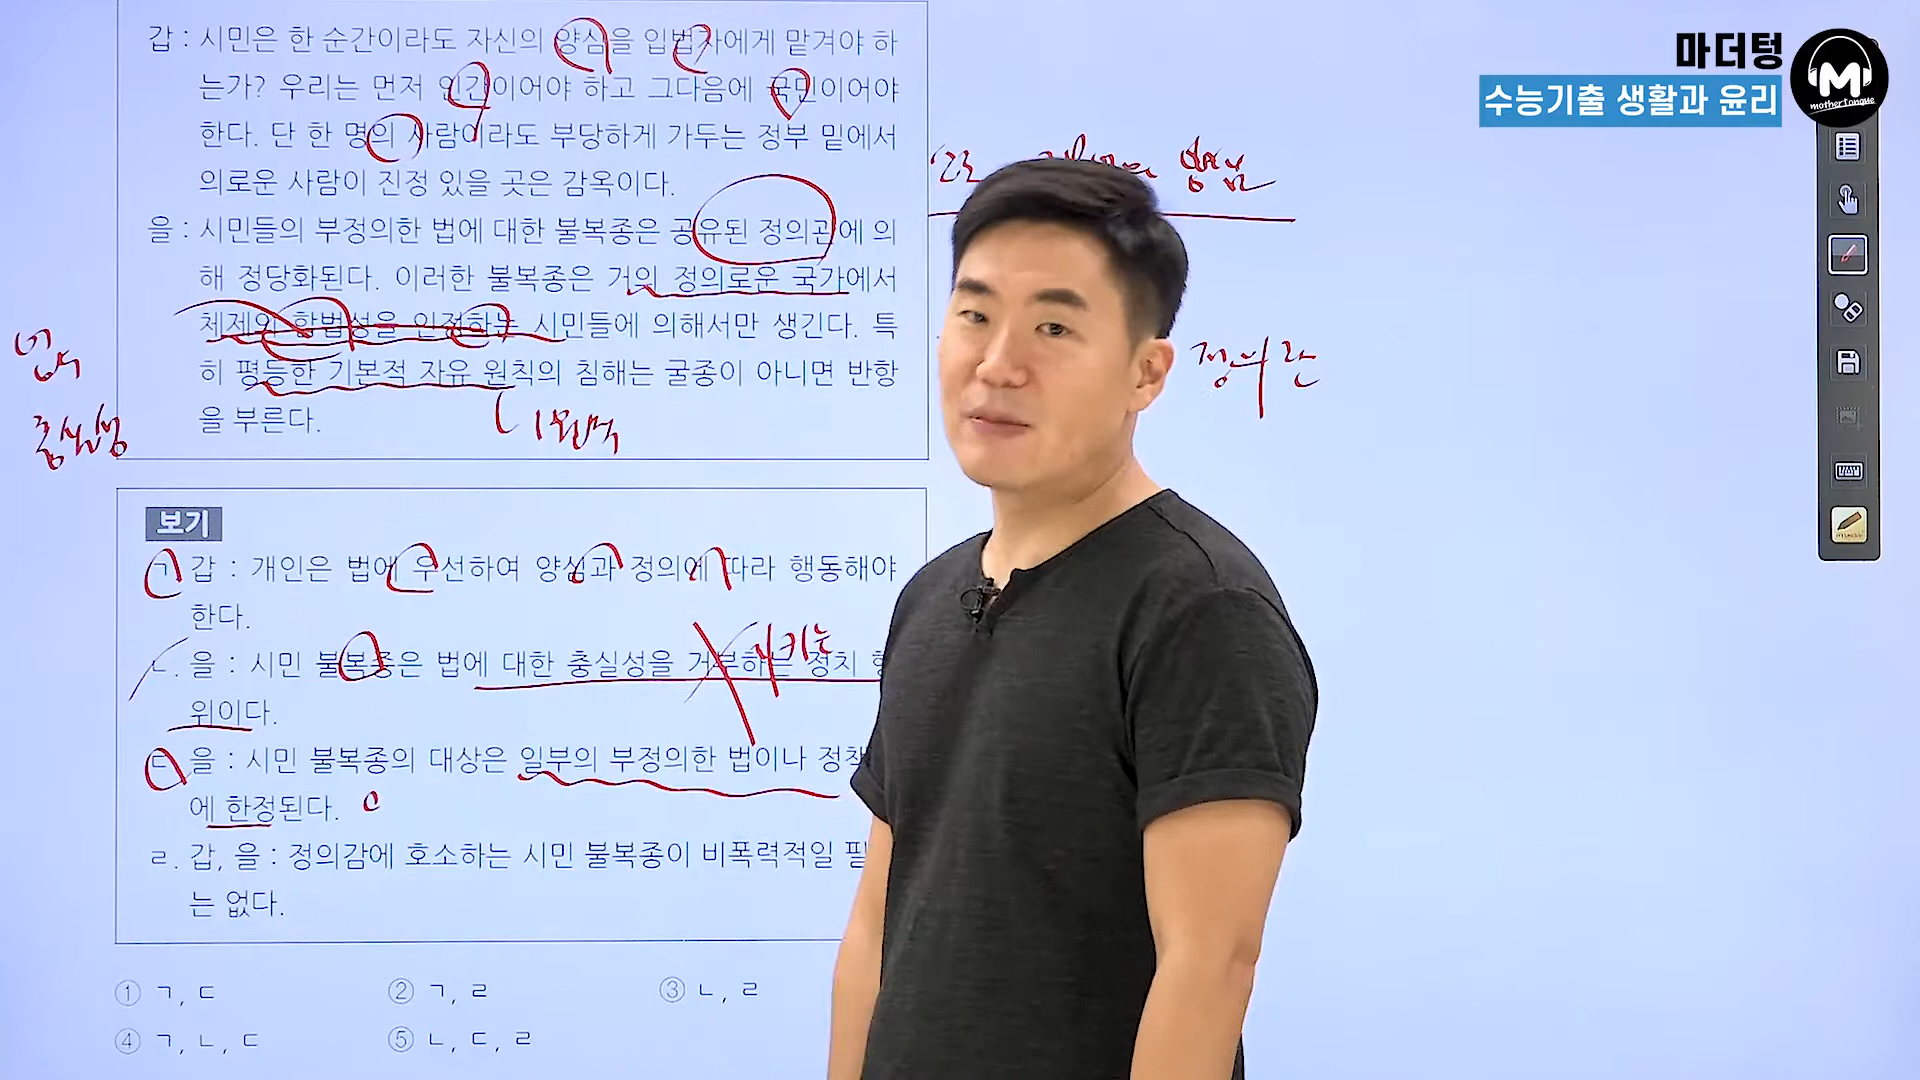 마더텅
수능기출 생활과 윤리
mothertongue
갑 : 시민은 한 순간이라도 자신의 양심을 입법자에게 맡겨야 하
는가? 우리는 먼저 인간이어야 하고 그다음에 국민이어야
한다. 단 한 명의 사람이라도 부당하게 가두는 정부 밑에서
의로운 사람이 진정 있을 곳은 감옥이다.
을 : 시민들의 부정의한 법에 대한 불복종은 공유된 정의관에 의
해 정당화된다. 이러한 불복종은 거의 정의로운 국가에서
체제의 합법성을 인정하는 시민들에 의해서만 생긴다. 특
히 평등한 기본적 자유 원칙의 침해는 굴종이 아니면 반항
을 부른다.
1원칙
충실성
정의관
보기
ㄱ. 갑 : 개인은 법에 우선하여 양심과 정의에 따라 행동해야
한다.
ㄴ. 을 : 시민 불복종은 법에 대한 충실성을 거부하는 정치 행
위이다.
지키는
ㄷ. 을 : 시민 불복종의 대상은 일부의 부정의한 법이나 정책
에 한정된다.
ㄹ. 갑, 을 : 정의감에 호소하는 시민 불복종이 비폭력적일 필
는 없다.
① ㄱ, ㄷ ② ㄱ, ㄹ ③ ㄴ, ㄹ
④ ㄱ, ㄴ, ㄷ ⑤ ㄴ, ㄷ, ㄹ